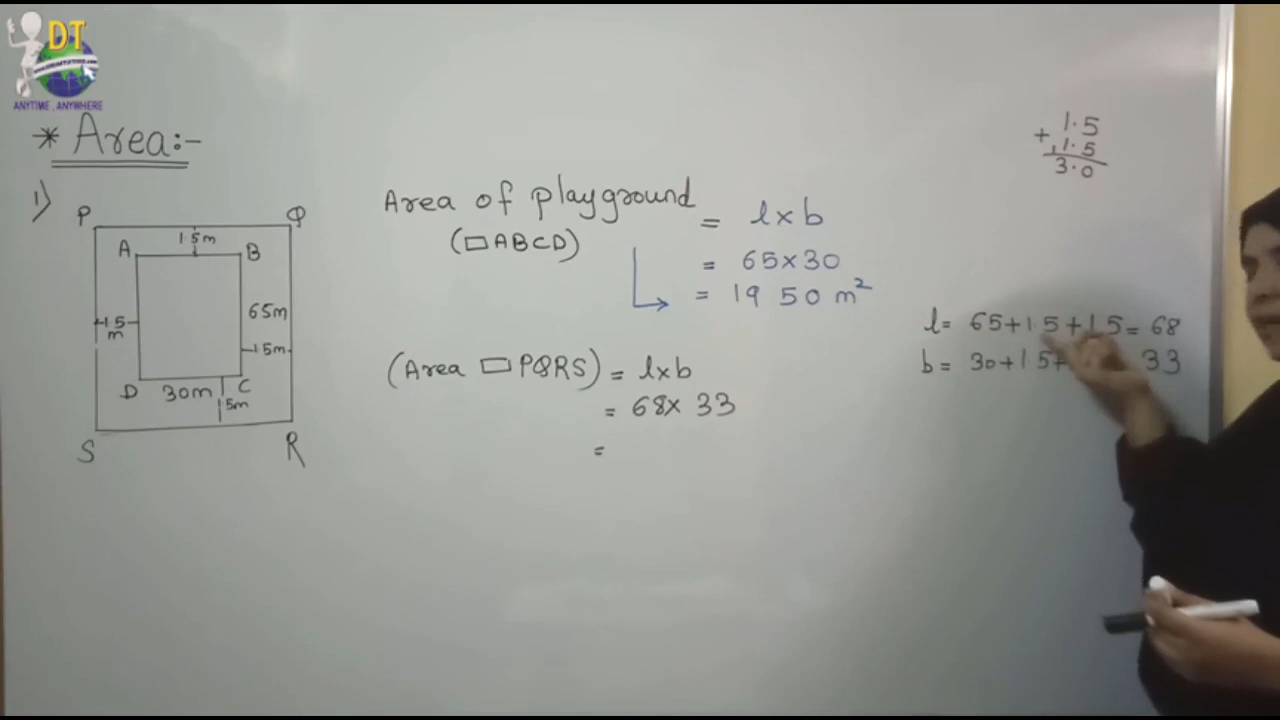 DT
ANYTIME, ANYWHERE
* Area:-
1)
P Q
1.5m
A B
65m
1.5 m
1.5m
D 30m C
1.5m
S R
Area of playground = l x b
(□ABCD)
= 65x30
= 1950 m²
(Area □PQRS) = l x b
= 68 x 33
=
1.5
+ 1.5
3.0
l = 65+1.5+1.5 = 68
b = 30+1.5+ 33